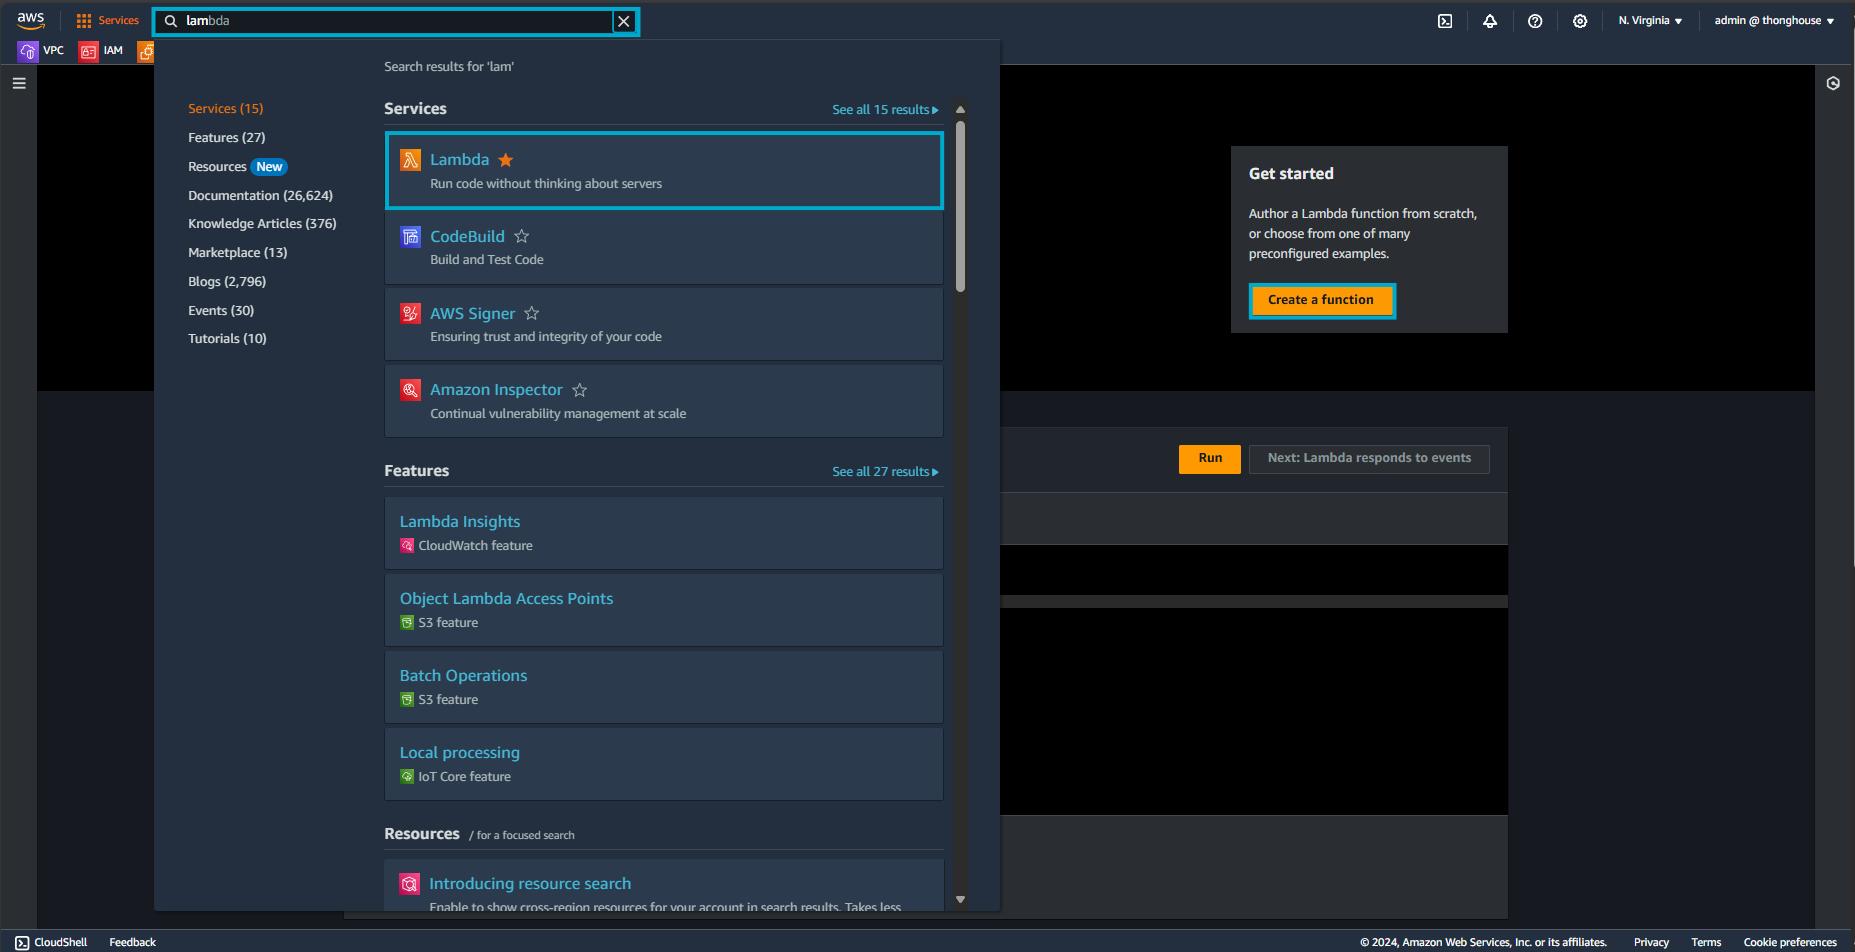 aws
Services
lambda
N. Virginia
admin @ thonghouse
VPC
IAM
Search results for 'lam'
Services (15)
Features (27)
Resources New
Documentation (26,624)
Knowledge Articles (376)
Marketplace (13)
Blogs (2,796)
Events (30)
Tutorials (10)
Services
See all 15 results
Lambda
Run code without thinking about servers
CodeBuild
Build and Test Code
AWS Signer
Ensuring trust and integrity of your code
Amazon Inspector
Continual vulnerability management at scale
Features
See all 27 results
Lambda Insights
CloudWatch feature
Object Lambda Access Points
S3 feature
Batch Operations
S3 feature
Local processing
IoT Core feature
Resources / for a focused search
Introducing resource search
Enable to show cross-region resources for your account in search results. Takes less
Get started
Author a Lambda function from scratch,
or choose from one of many
preconfigured examples.
Create a function
Run
Next: Lambda responds to events
CloudShell
Feedback
© 2024, Amazon Web Services, Inc. or its affiliates.
Privacy
Terms
Cookie preferences